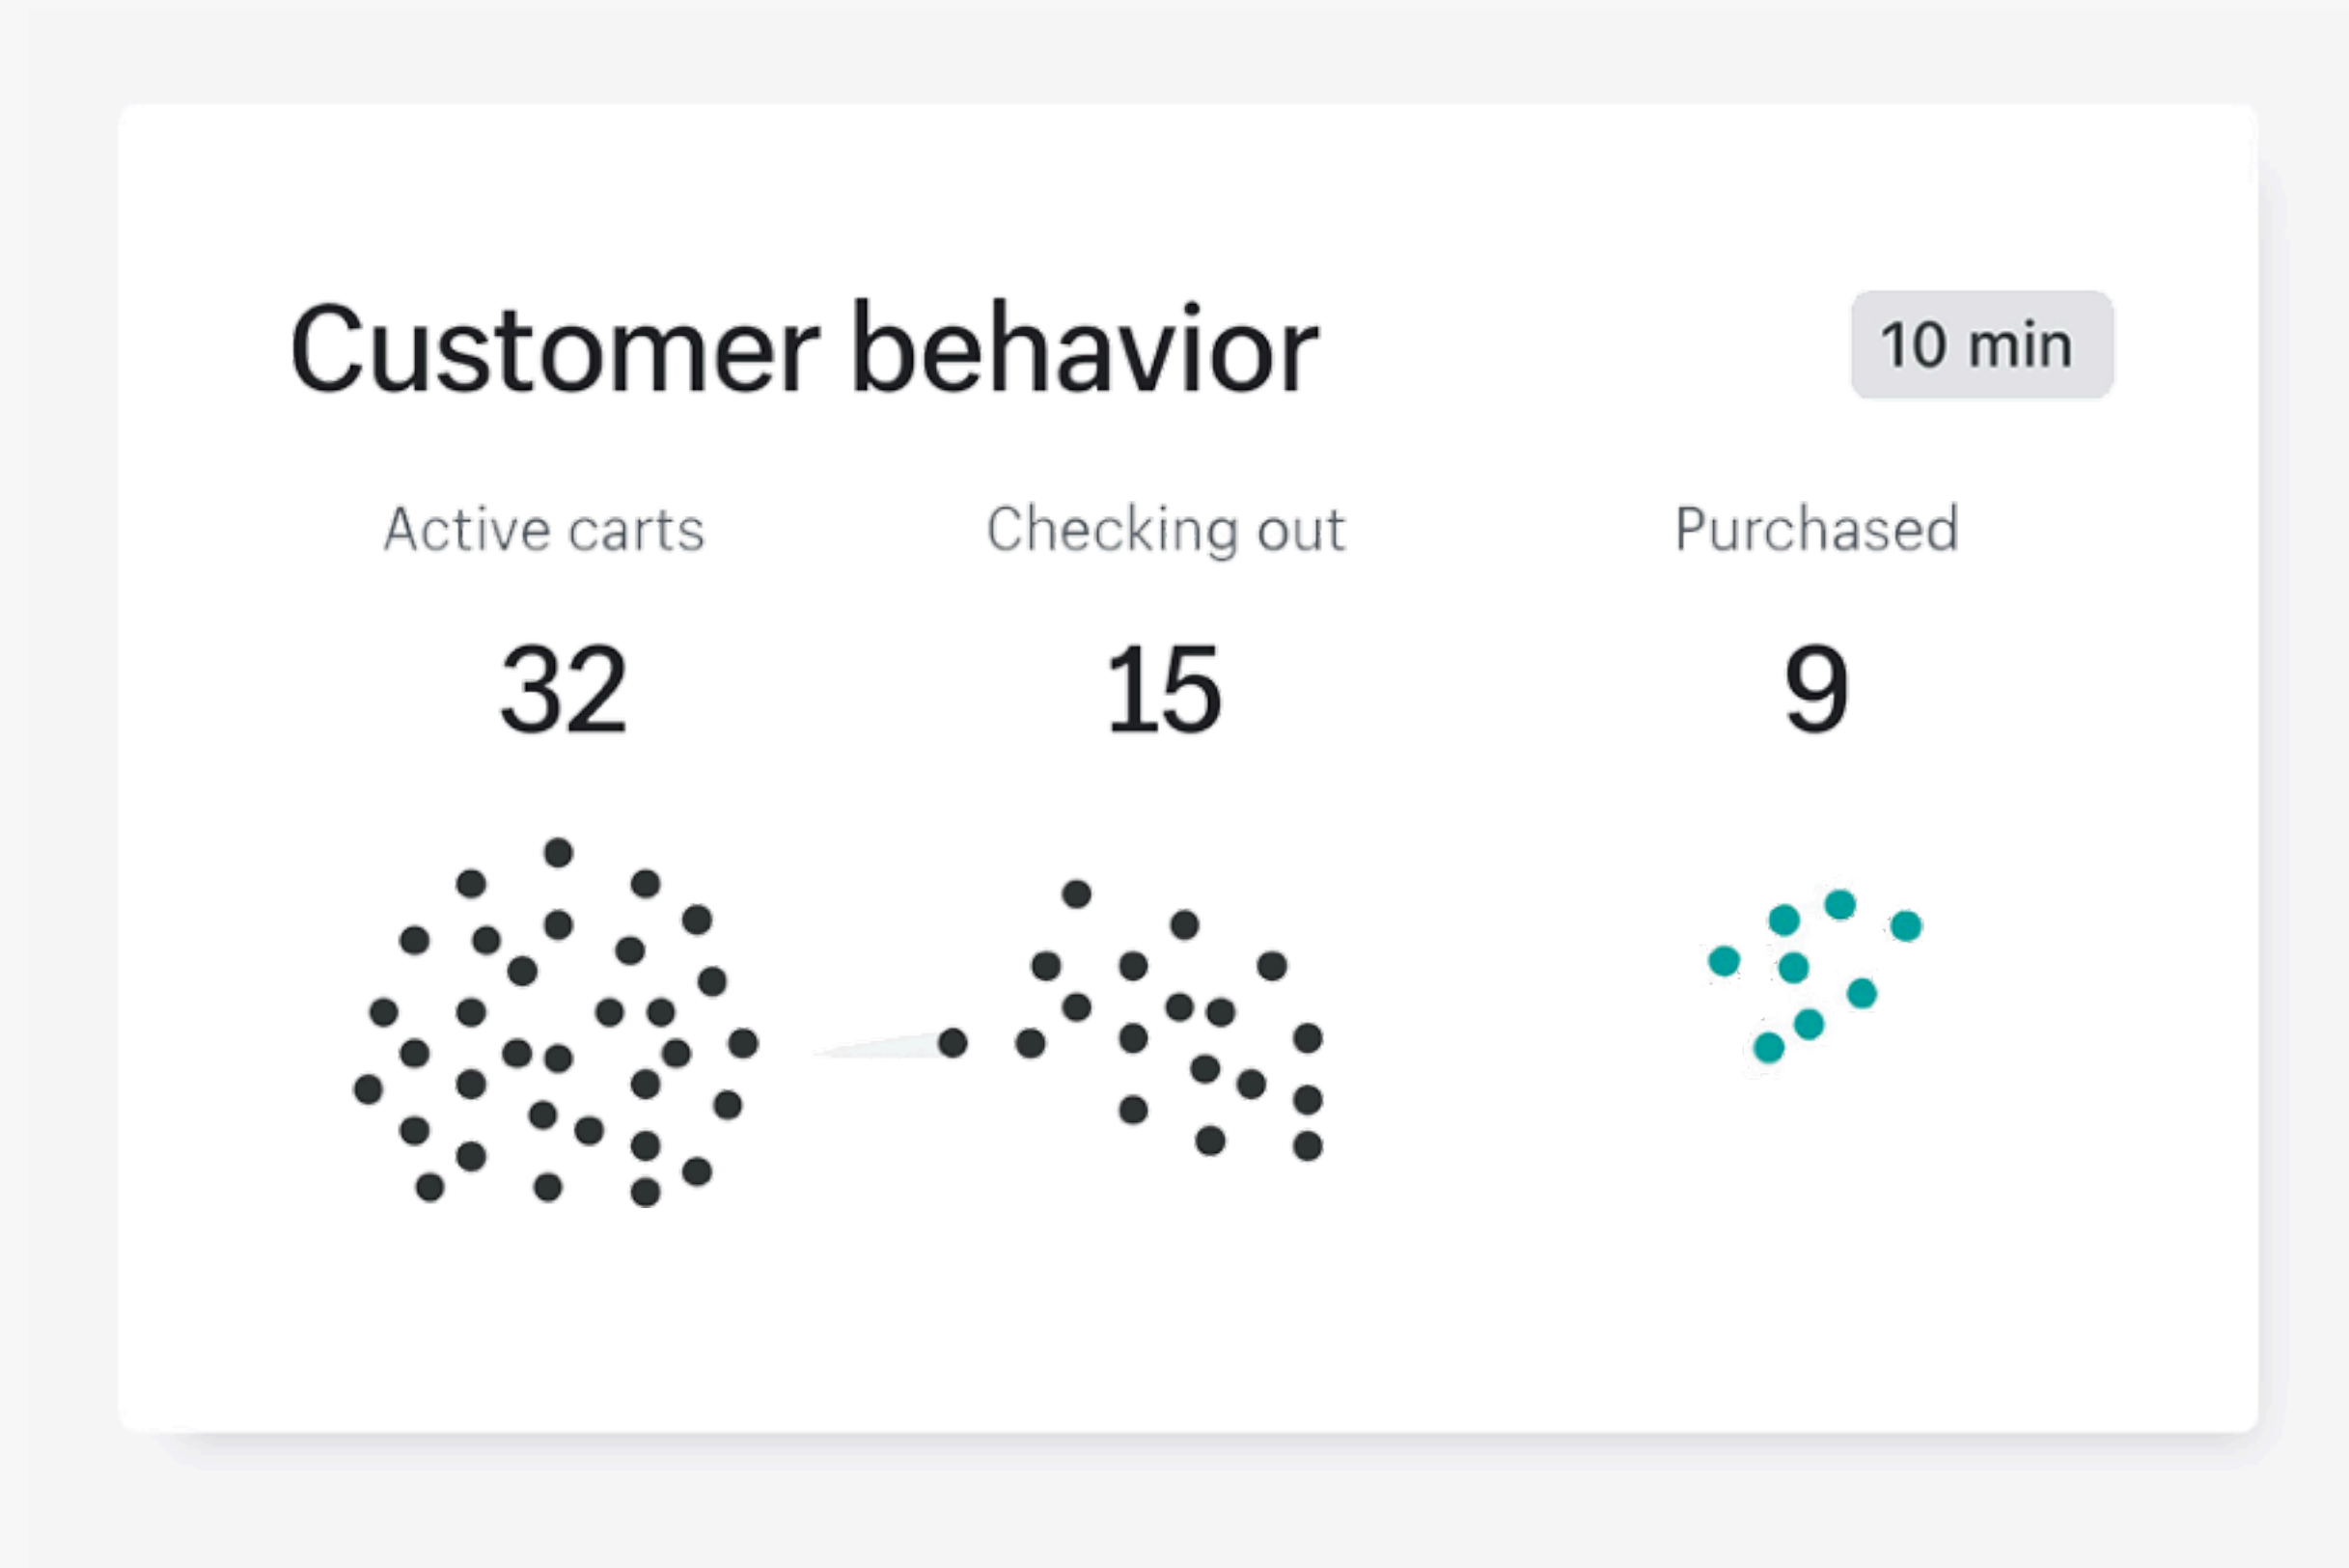 Customer behavior
10 min
Active carts
Checking out
Purchased
32
15
9